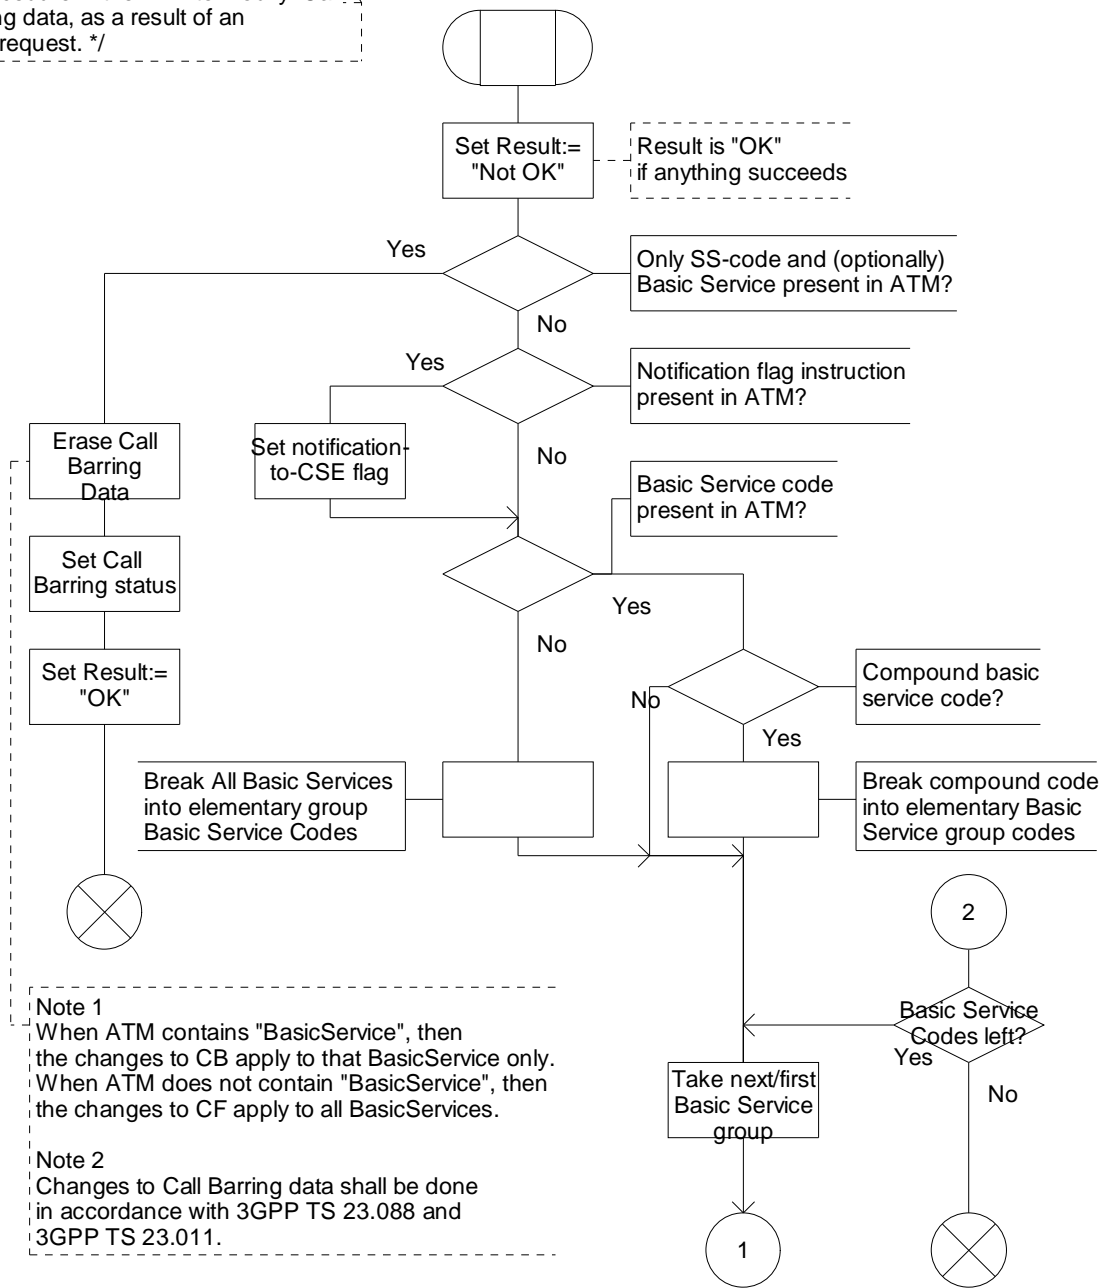 ng data, as a result of an
request. */
Set Result:=
"Not OK"
Result is "OK"
if anything succeeds
Yes
Only SS-code and (optionally)
Basic Service present in ATM?
No
Yes
Notification flag instruction
present in ATM?
Erase Call
Barring
Data
Set notification-
to-CSE flag
No
Basic Service code
present in ATM?
Set Call
Barring status
Yes
No
Set Result:=
"OK"
No
Compound basic
service code?
Yes
Break All Basic Services
into elementary group
Basic Service Codes
Break compound code
into elementary Basic
Service group codes
2
Note 1
When ATM contains "BasicService", then
the changes to CB apply to that BasicService only.
When ATM does not contain "BasicService", then
the changes to CF apply to all BasicServices.
Note 2
Changes to Call Barring data shall be done
in accordance with 3GPP TS 23.088 and
3GPP TS 23.011.
Basic Service
Codes left?
Yes
No
Take next/first
Basic Service
group
1